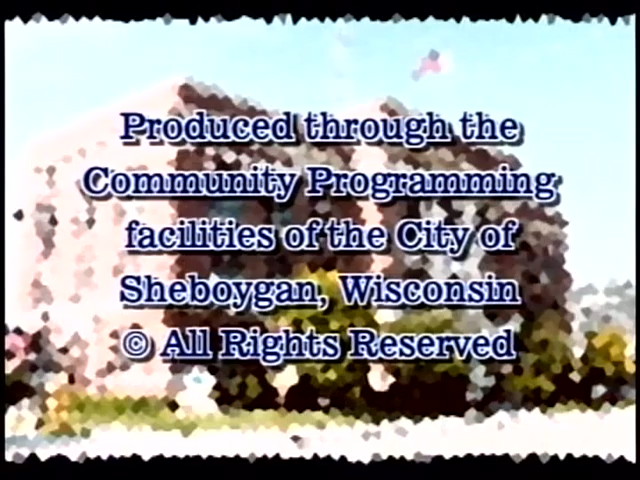 Produced through the
Community Programming
facilities of the City of
Sheboygan, Wisconsin
© All Rights Reserved